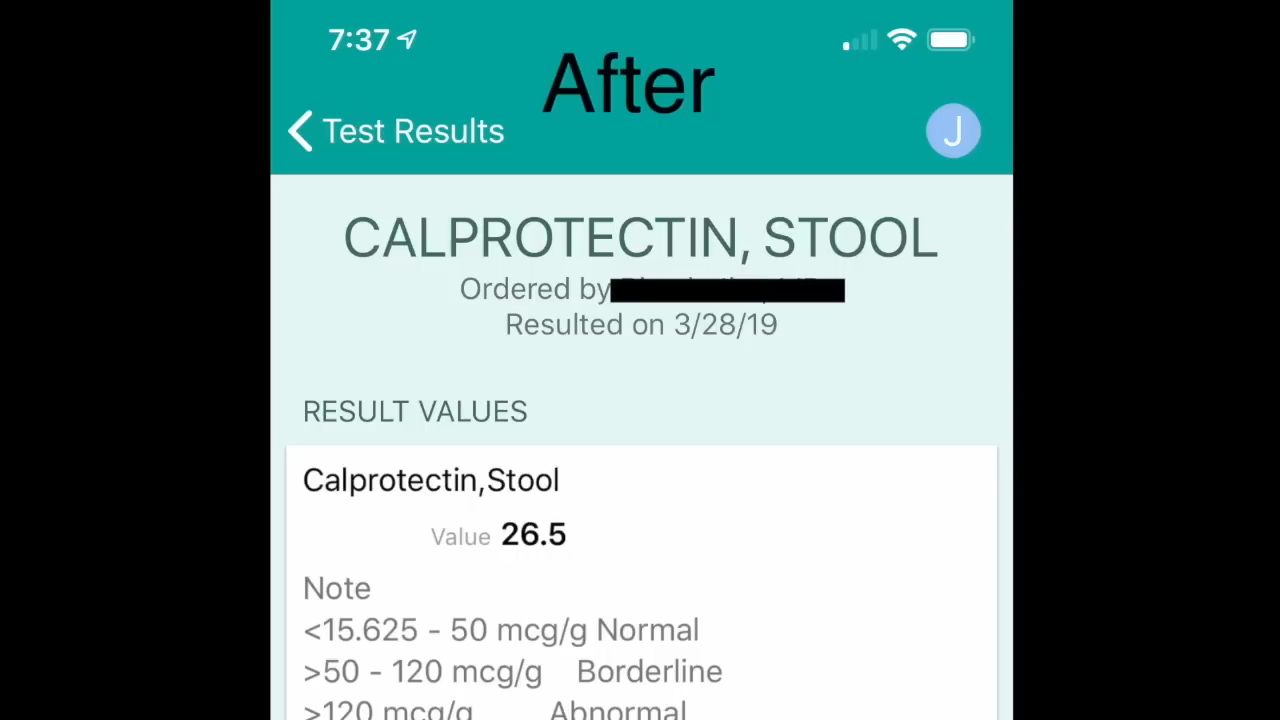 7:37
After
Test Results
J
CALPROTECTIN, STOOL
Ordered by
Resulted on 3/28/19
RESULT VALUES
Calprotectin,Stool
Value 26.5
Note
<15.625 - 50 mcg/g Normal
>50 - 120 mcg/g Borderline
>120 mcg/g Abnormal